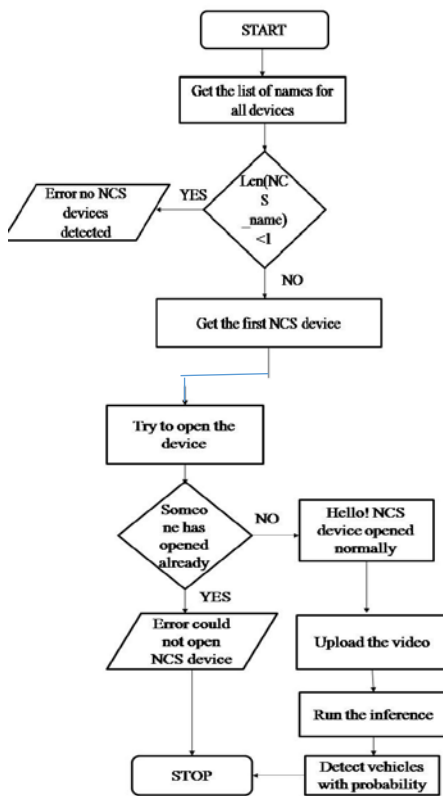 START
Get the list of names for
all devices
Len(NC
S
_name)
<1
YES
Error no NCS
devices
detected
NO
Get the first NCS device
Try to open the
device
Someo
ne has
opened
already
NO
Hello! NCS
device opened
normally
YES
Error could
not open
NCS device
Upload the video
Run the inference
Detect vehicles
with probability
STOP